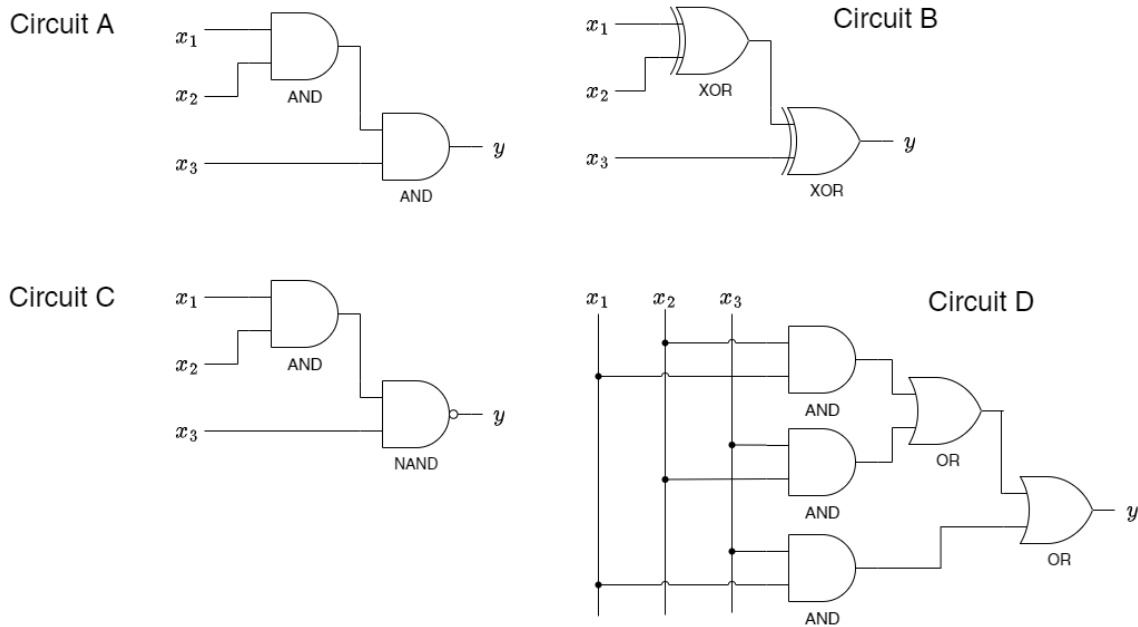 Circuit A
x₁
x₂
AND
x₃
AND
y
Circuit B
x₁
x₂
XOR
x₃
XOR
y
Circuit C
x₁
x₂
AND
x₃
NAND
y
Circuit D
x₁ x₂ x₃
AND
OR
AND
OR
y
AND